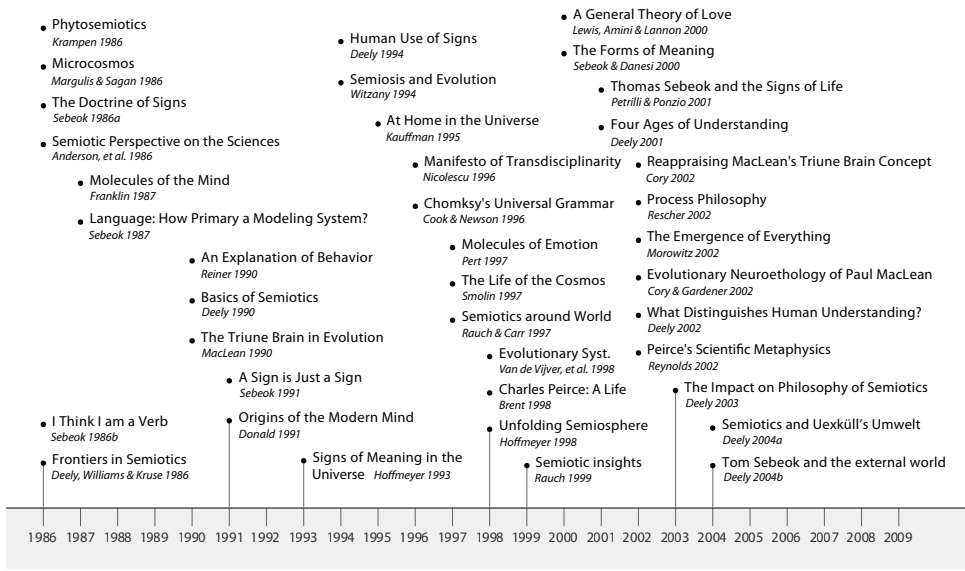 Phytosemiotics
Krampen 1986
Microcosmos
Margulis & Sagan 1986
The Doctrine of Signs
Sebeok 1986a
Semiotic Perspective on the Sciences
Anderson, et al. 1986
Molecules of the Mind
Franklin 1987
Language: How Primary a Modeling System?
Sebeok 1987
An Explanation of Behavior
Reiner 1990
Basics of Semiotics
Deely 1990
The Triune Brain in Evolution
MacLean 1990
A Sign is Just a Sign
Sebeok 1991
I Think I am a Verb
Sebeok 1986b
Origins of the Modern Mind
Donald 1991
Frontiers in Semiotics
Deely, Williams & Kruse 1986
Signs of Meaning in the
Universe Hoffmeyer 1993
Human Use of Signs
Deely 1994
Semiosis and Evolution
Witzany 1994
At Home in the Universe
Kauffman 1995
Manifesto of Transdisciplinarity
Nicolescu 1996
Chomksy's Universal Grammar
Cook & Newson 1996
Molecules of Emotion
Pert 1997
The Life of the Cosmos
Smolin 1997
Semiotics around World
Rauch & Carr 1997
Evolutionary Syst.
Van de Vijver, et al. 1998
Charles Peirce: A Life
Brent 1998
Unfolding Semiosphere
Hoffmeyer 1998
Semiotic insights
Rauch 1999
A General Theory of Love
Lewis, Amini & Lannon 2000
The Forms of Meaning
Sebeok & Danesi 2000
Thomas Sebeok and the Signs of Life
Petrilli & Ponzio 2001
Four Ages of Understanding
Deely 2001
Reappraising MacLean's Triune Brain Concept
Cory 2002
Process Philosophy
Rescher 2002
The Emergence of Everything
Morowitz 2002
Evolutionary Neuroethology of Paul MacLean
Cory & Gardener 2002
What Distinguishes Human Understanding?
Deely 2002
Peirce's Scientific Metaphysics
Reynolds 2002
The Impact on Philosophy of Semiotics
Deely 2003
Semiotics and Uexküll's Umwelt
Deely 2004a
Tom Sebeok and the external world
Deely 2004b
1986 1987 1988 1989 1990 1991 1992 1993 1994 1995 1996 1997 1998 1999 2000 2001 2002 2003 2004 2005 2006 2007 2008 2009